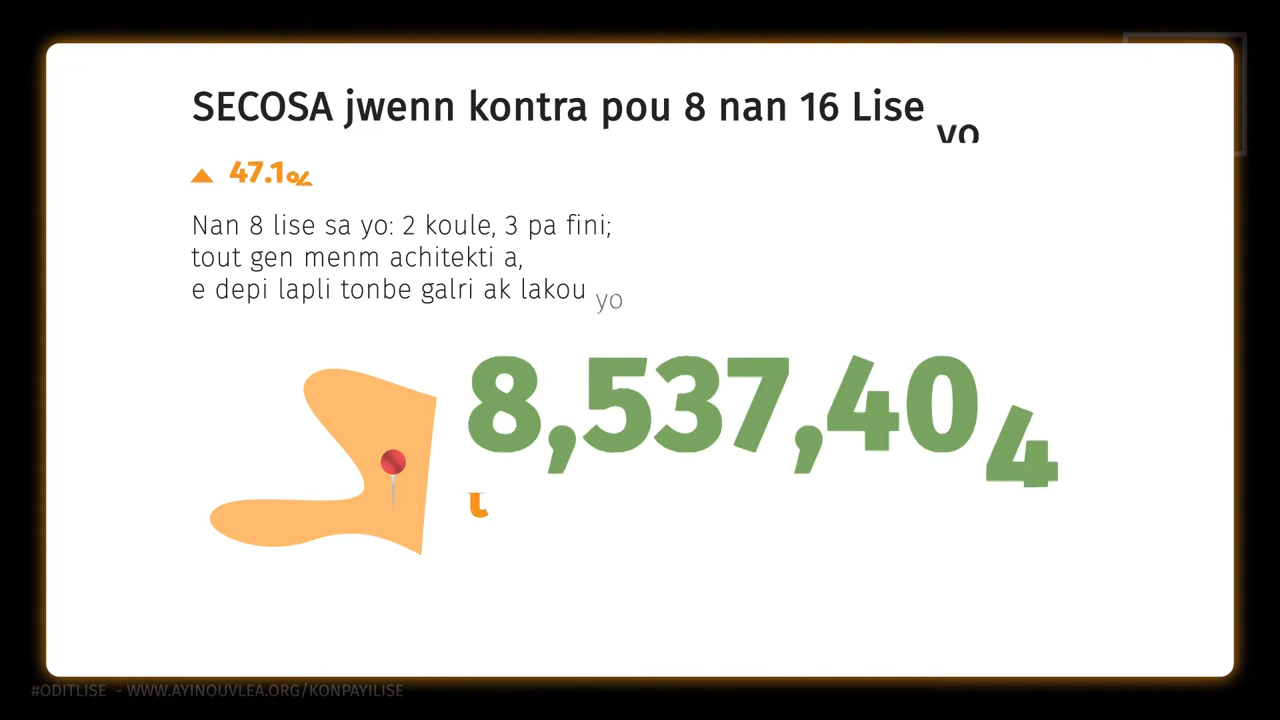 SECOSA jwenn kontra pou 8 nan 16 Lise yo
47.1%
Nan 8 lise sa yo: 2 koule, 3 pa fini;
tout gen menm achitekti a,
e depi lapli tonbe galri ak lakou yo
8,537,404
#ODITLISE - WWW.AYINOUVLEA.ORG/KONPAYILISE